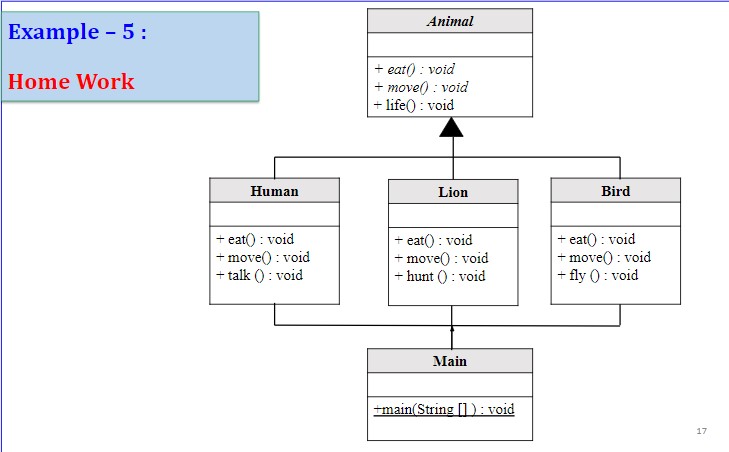 Example – 5 :
Home Work
Animal
+ eat() : void
+ move() : void
+ life() : void
Human
+ eat() : void
+ move() : void
+ talk () : void
Lion
+ eat() : void
+ move() : void
+ hunt () : void
Bird
+ eat() : void
+ move() : void
+ fly () : void
Main
+main(String [] ) : void
17